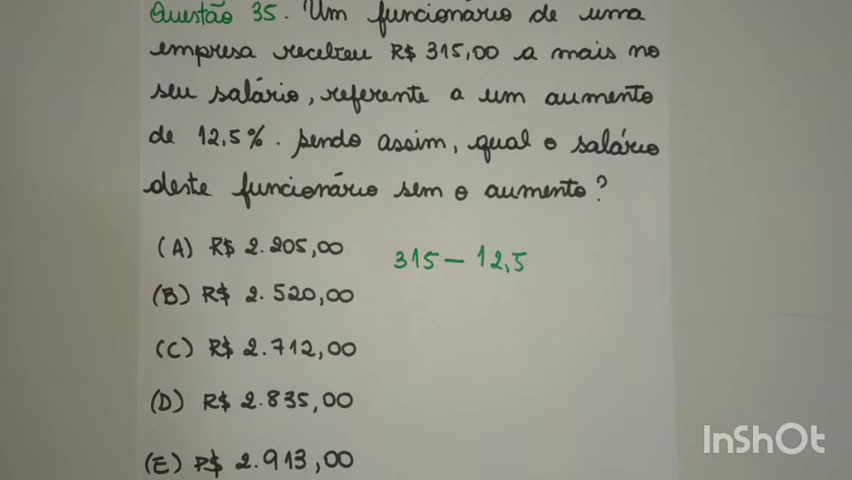 Questão 35. Um funcionário de uma
empresa recebeu R$ 315,00 a mais no
seu salário, referente a um aumento
de 12,5%. Sendo assim, qual o salário
deste funcionário sem o aumento?
(A) R$ 2.205,00
315 — 12,5
(B) R$ 2.520,00
(C) R$ 2.712,00
(D) R$ 2.835,00
(E) R$ 2.913,00
InShOt